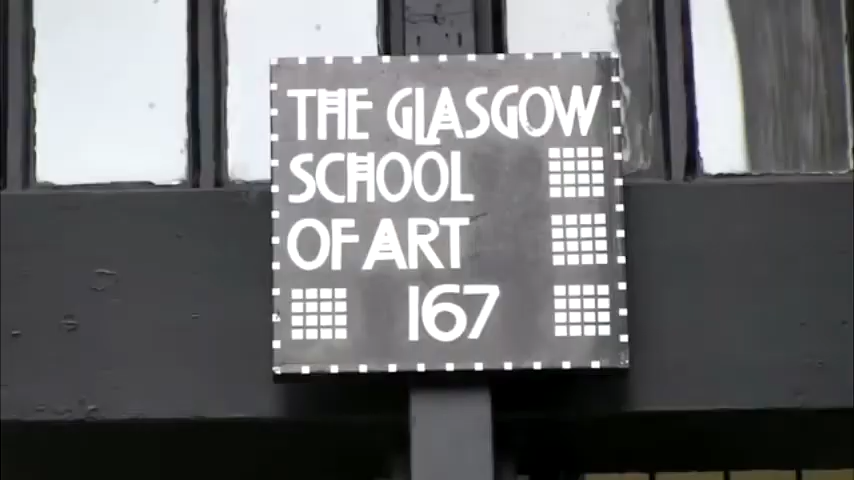 THE GLASGOW
SCHOOL
OF ART
167